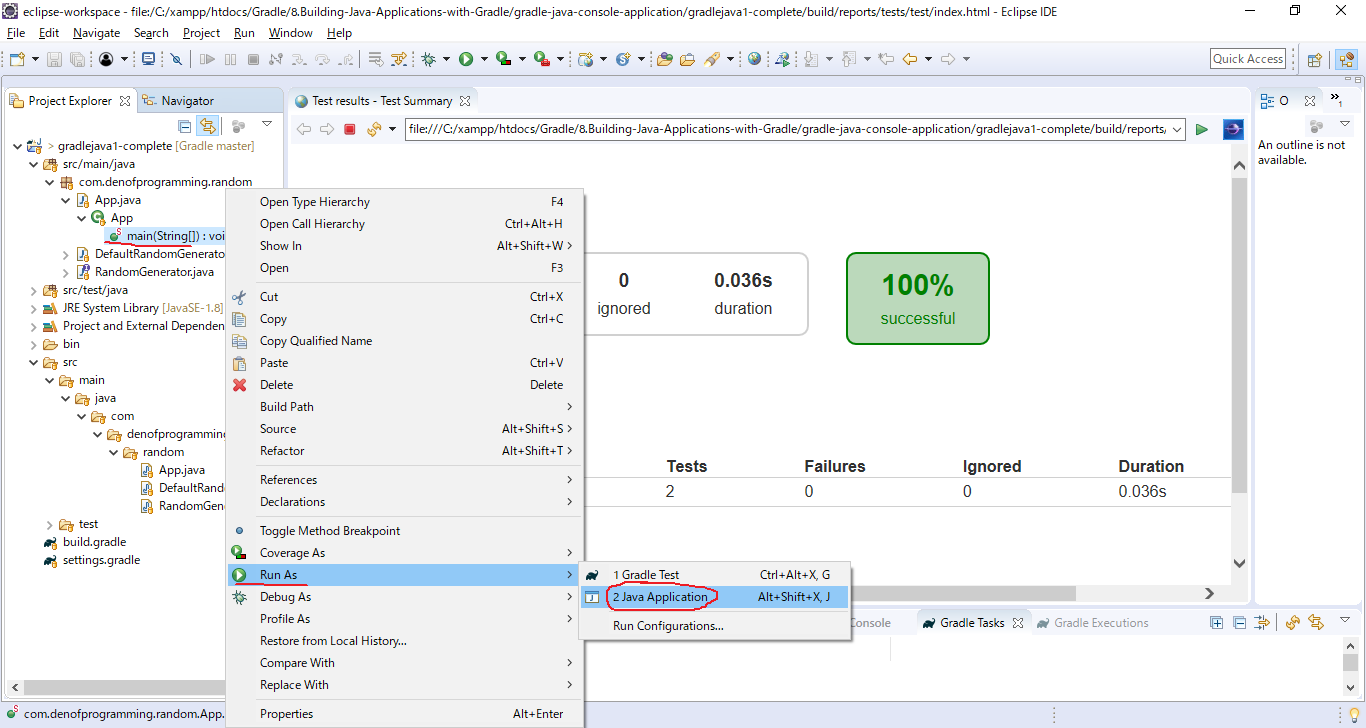 eclipse-workspace - file:/C:/xampp/htdocs/Gradle/8.Building-Java-Applications-with-Gradle/gradle-java-console-application/gradlejava1-complete/build/reports/tests/test/index.html - Eclipse IDE
File Edit Navigate Search Project Run Window Help
Quick Access
Project Explorer Navigator
Test results - Test Summary
O
»1
file:///C:/xampp/htdocs/Gradle/8.Building-Java-Applications-with-Gradle/gradle-java-console-application/gradlejava1-complete/build/reports/
An outline is not
available.
> gradlejava1-complete [Gradle master]
src/main/java
com.denofprogramming.random
App.java
App
main(String[]) : voi
DefaultRandomGenerato
RandomGenerator.java
src/test/java
JRE System Library [JavaSE-1.8]
Project and External Dependen
bin
src
main
java
com
denofprogramming
random
App.java
DefaultRand
RandomGen
test
build.gradle
settings.gradle
Open Type Hierarchy F4
Open Call Hierarchy Ctrl+Alt+H
Show In Alt+Shift+W >
Open F3
Cut Ctrl+X
Copy Ctrl+C
Copy Qualified Name
Paste Ctrl+V
Delete Delete
Build Path >
Source Alt+Shift+S >
Refactor Alt+Shift+T >
References >
Declarations >
Toggle Method Breakpoint
Coverage As >
Run As >
Debug As >
Profile As >
Restore from Local History...
Compare With >
Replace With >
Properties Alt+Enter
1 Gradle Test Ctrl+Alt+X, G
2 Java Application Alt+Shift+X, J
Run Configurations...
0 0.036s
ignored duration
100%
successful
Tests Failures Ignored Duration
2 0 0 0.036s
onsole Gradle Tasks Gradle Executions
com.denofprogramming.random.App.